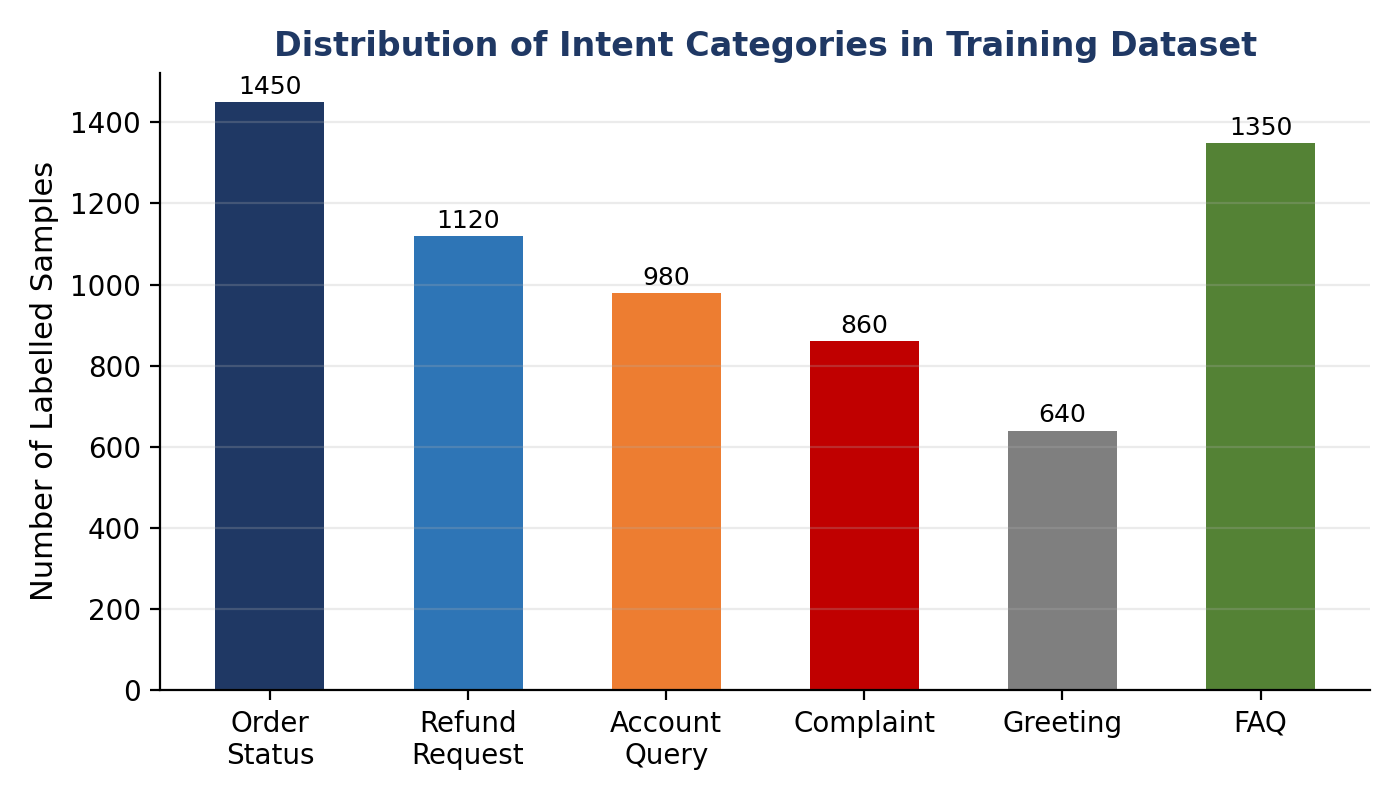 Distribution of Intent Categories in Training Dataset
Number of Labelled Samples
1400
1200
1000
800
600
400
200
0
1450
1120
980
860
640
1350
Order
Status
Refund
Request
Account
Query
Complaint
Greeting
FAQ